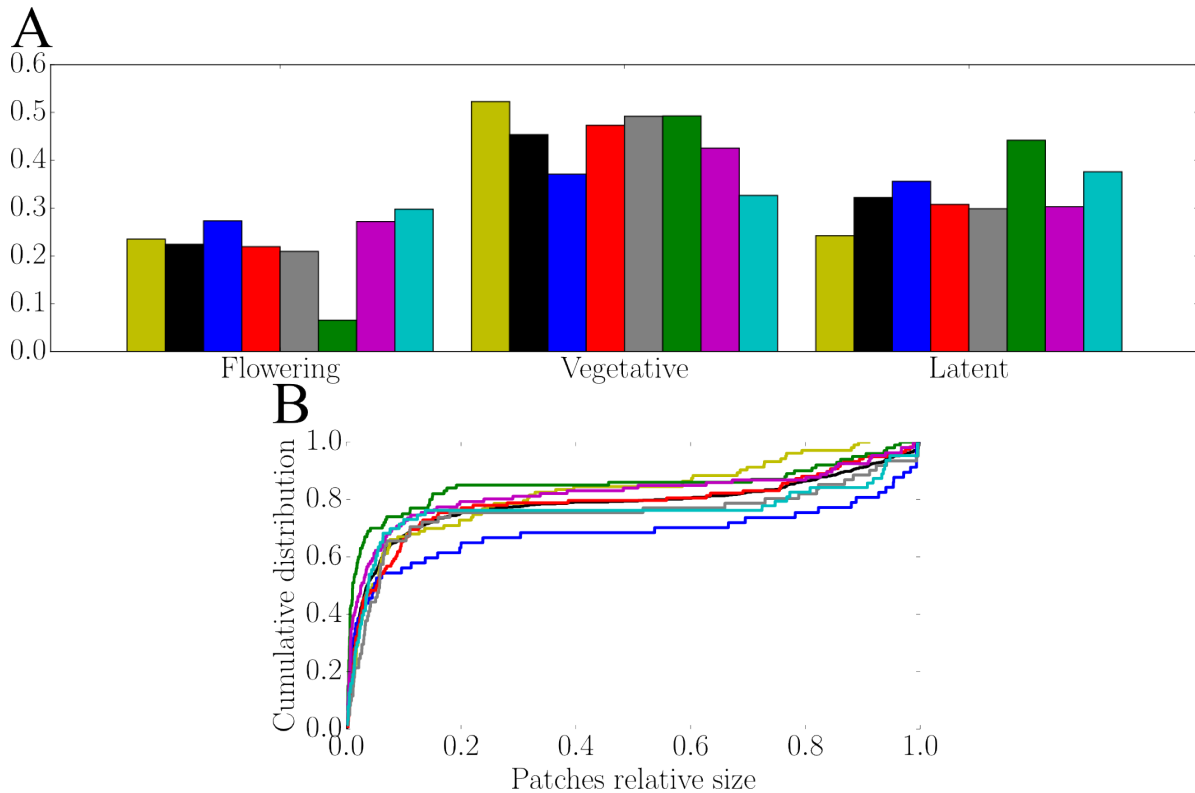 A
0.6
0.5
0.4
0.3
0.2
0.1
0.0
Flowering Vegetative Latent
B
1.0
0.8
0.6
0.4
0.2
0.0
Cumulative distribution
0.0 0.2 0.4 0.6 0.8 1.0
Patches relative size